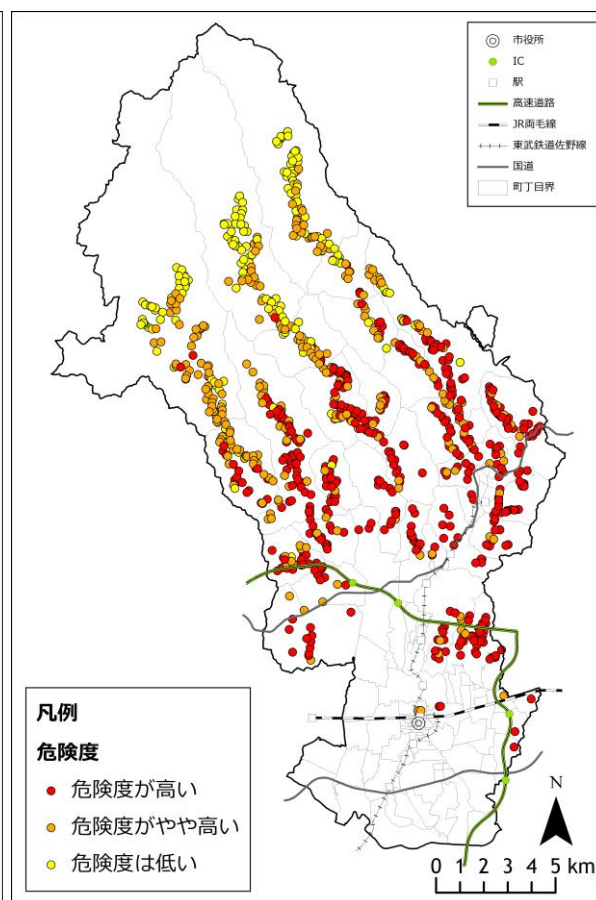 市役所
IC
駅
高速道路
JR両毛線
東武鉄道佐野線
国道
町丁目界
凡例
危険度
危険度が高い
危険度がやや高い
危険度は低い
N
0 1 2 3 4 5 km